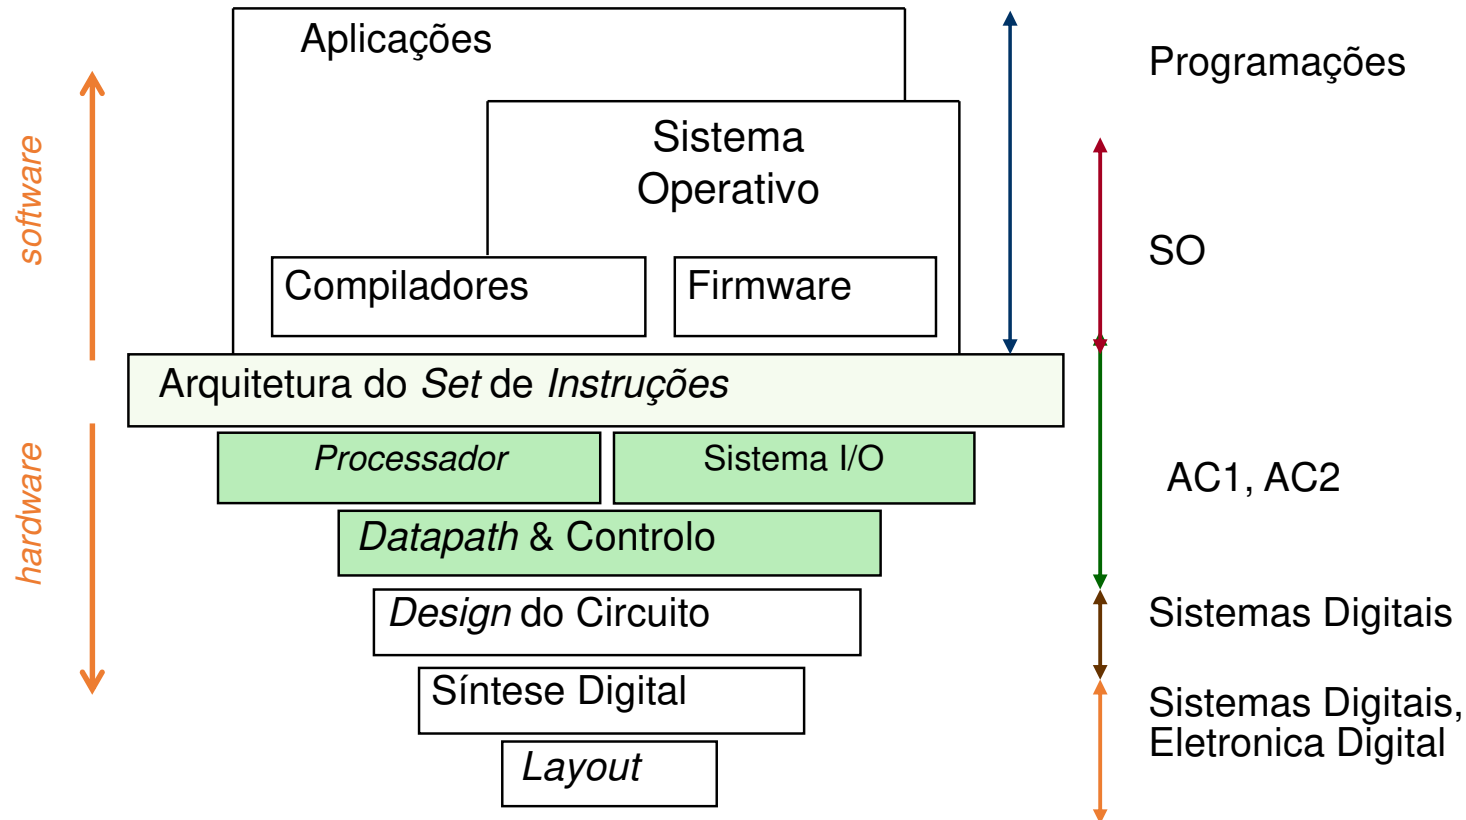 Aplicações
Programações
Sistema
Operativo
software
SO
Compiladores
Firmware
Arquitetura do Set de Instruções
Processador
Sistema I/O
AC1, AC2
hardware
Datapath & Controlo
Design do Circuito
Sistemas Digitais
Síntese Digital
Sistemas Digitais,
Eletronica Digital
Layout